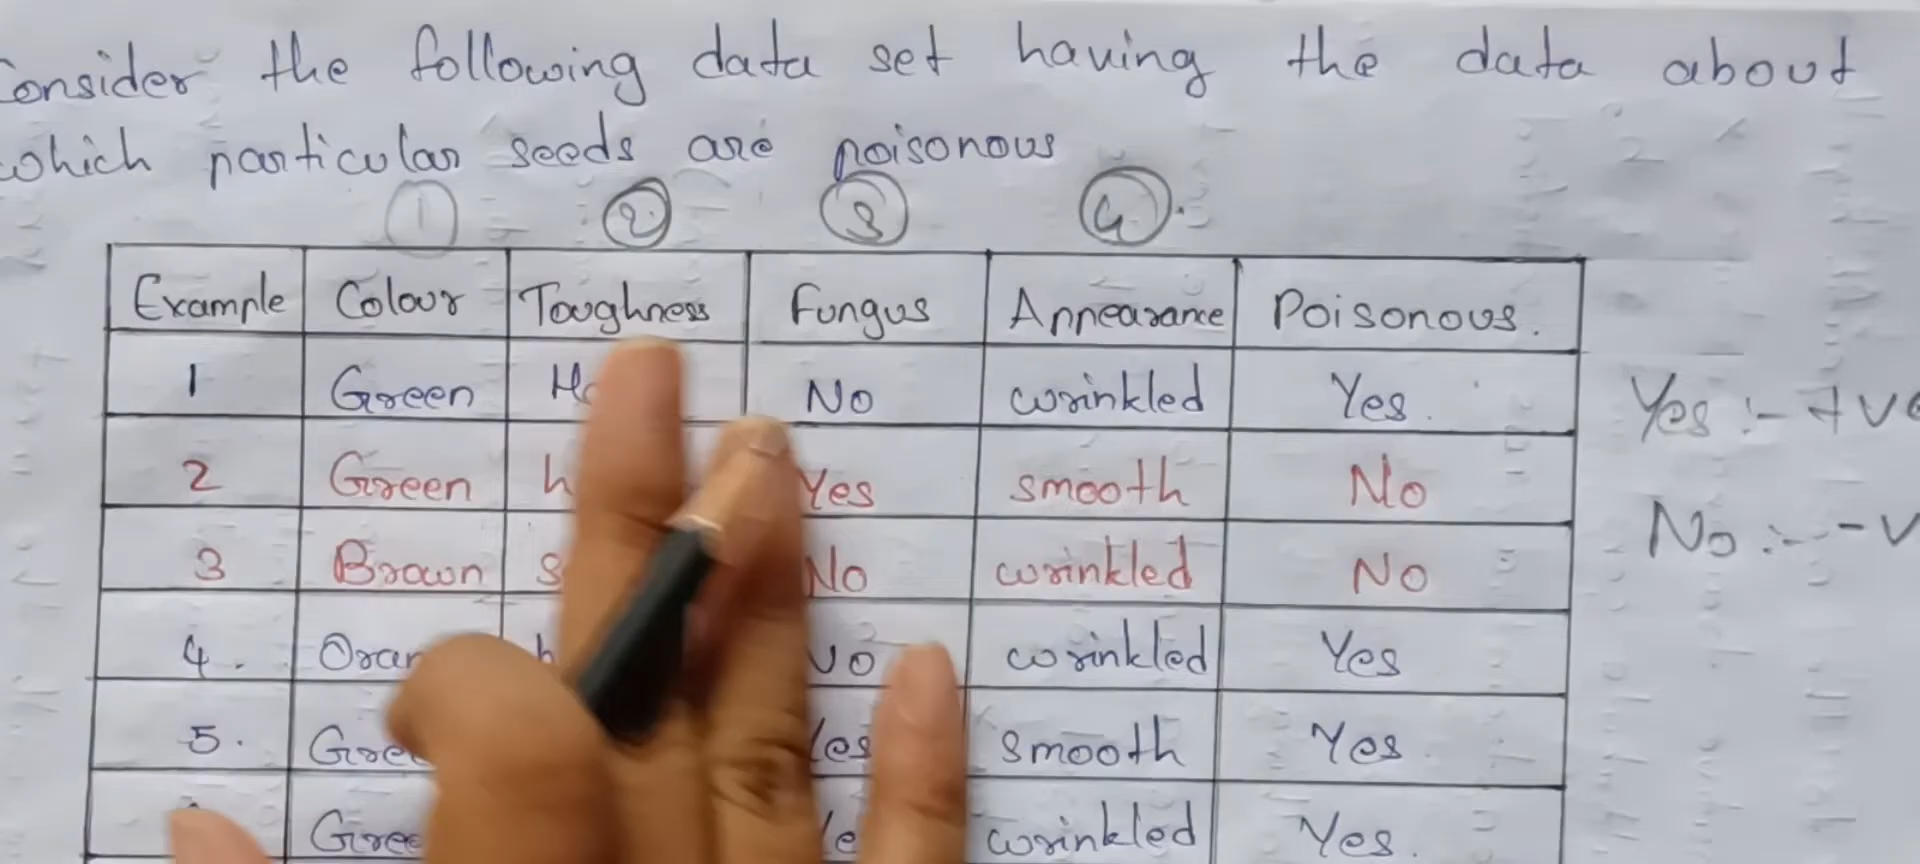 Consider the following data set having the data about
which particular seeds are poisonous
1 2 3 4.
Example Colour Toughness Fungus Appearance Poisonous.
1 Green No wrinkled Yes.
2 Green Yes smooth No
3 Brown No wrinkled No
4. No wrinkled Yes
5. smooth Yes
wrinkled Yes.
Yes :- +ve
No :- -v